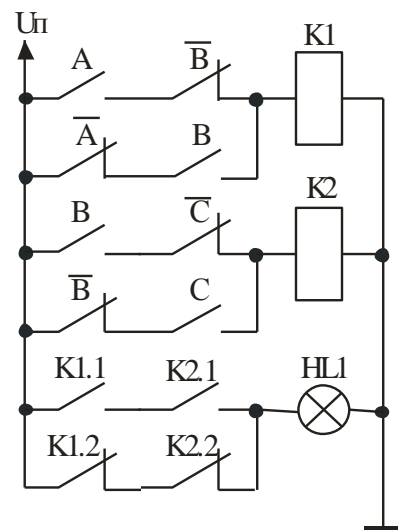 Uп
A B̅ K1
A̅ B
K2
B C̅
B̅ C
K1.1 K2.1 HL1
K1.2 K2.2